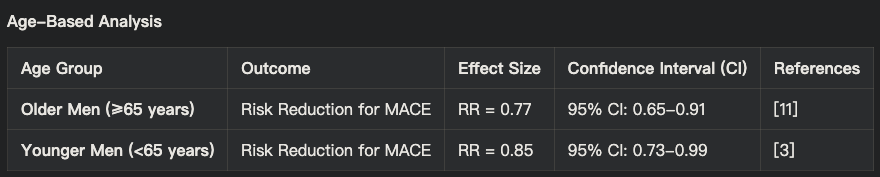 Age–Based Analysis
Age Group Outcome Effect Size Confidence Interval (CI) References
Older Men (≥65 years) Risk Reduction for MACE RR = 0.77 95% CI: 0.65–0.91 [11]
Younger Men (<65 years) Risk Reduction for MACE RR = 0.85 95% CI: 0.73–0.99 [3]